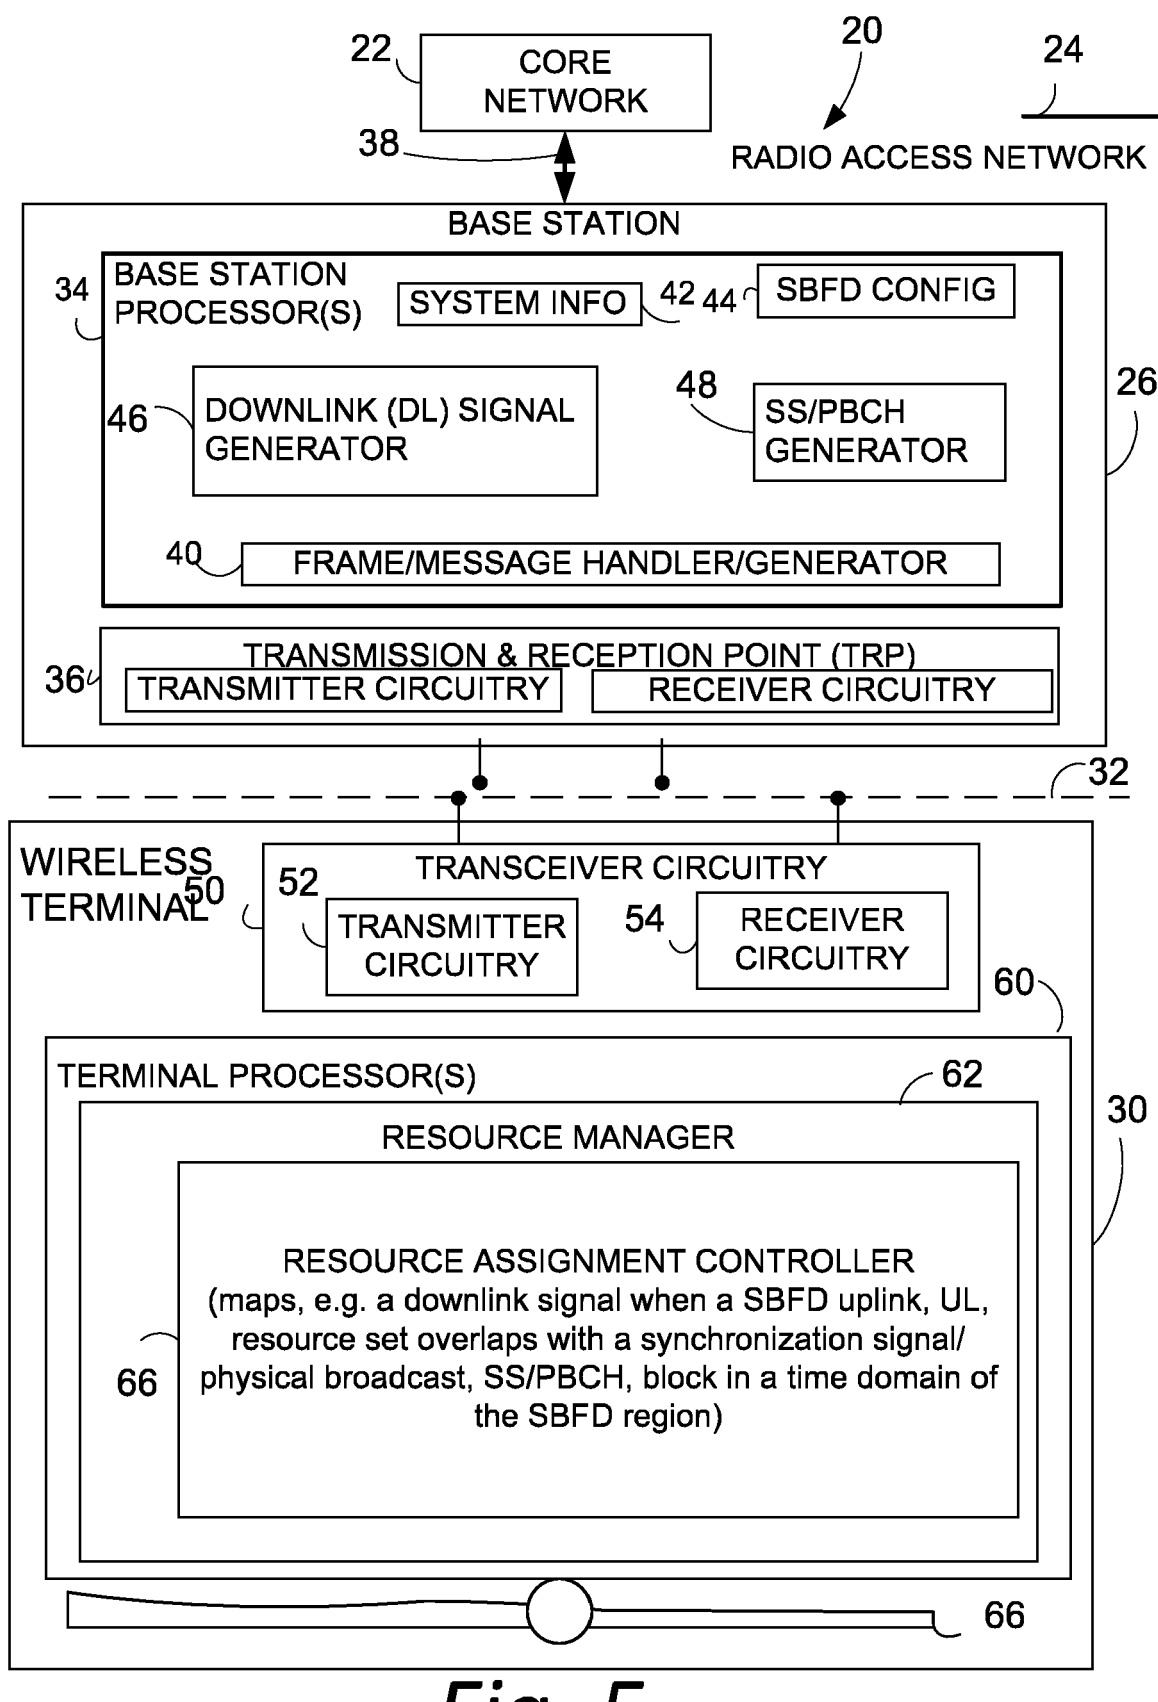 22
CORE
NETWORK
20
24
38
RADIO ACCESS NETWORK
BASE STATION
34
BASE STATION
PROCESSOR(S)
SYSTEM INFO
42
44
SBFD CONFIG
26
46
DOWNLINK (DL) SIGNAL
GENERATOR
48
SS/PBCH
GENERATOR
40
FRAME/MESSAGE HANDLER/GENERATOR
36
TRANSMISSION & RECEPTION POINT (TRP)
TRANSMITTER CIRCUITRY
RECEIVER CIRCUITRY
32
WIRELESS
TERMINAL
50
TRANSCEIVER CIRCUITRY
52
TRANSMITTER
CIRCUITRY
54
RECEIVER
CIRCUITRY
60
TERMINAL PROCESSOR(S)
62
30
RESOURCE MANAGER
RESOURCE ASSIGNMENT CONTROLLER
(maps, e.g. a downlink signal when a SBFD uplink, UL,
resource set overlaps with a synchronization signal/
physical broadcast, SS/PBCH, block in a time domain of
the SBFD region)
66
66